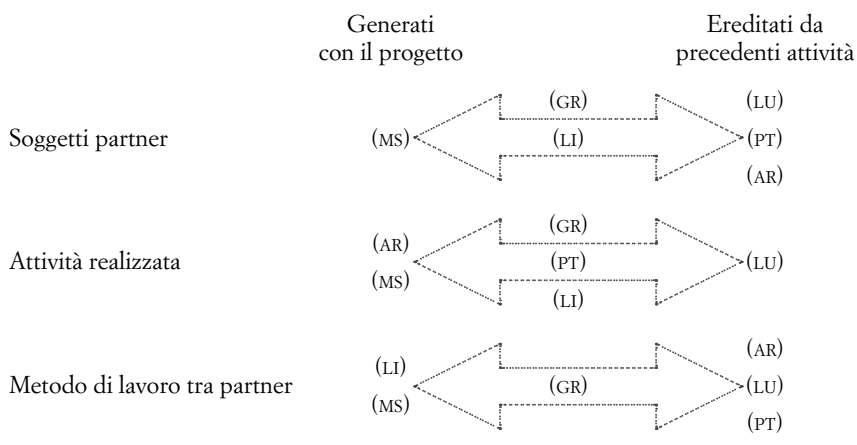 Generati
con il progetto
Ereditati da
precedenti attività
(GR)
(LU)
Soggetti partner
(MS)
(LI)
(PT)
(AR)
(GR)
(AR)
Attività realizzata
(PT)
(LU)
(MS)
(LI)
(AR)
(LI)
Metodo di lavoro tra partner
(GR)
(LU)
(MS)
(PT)